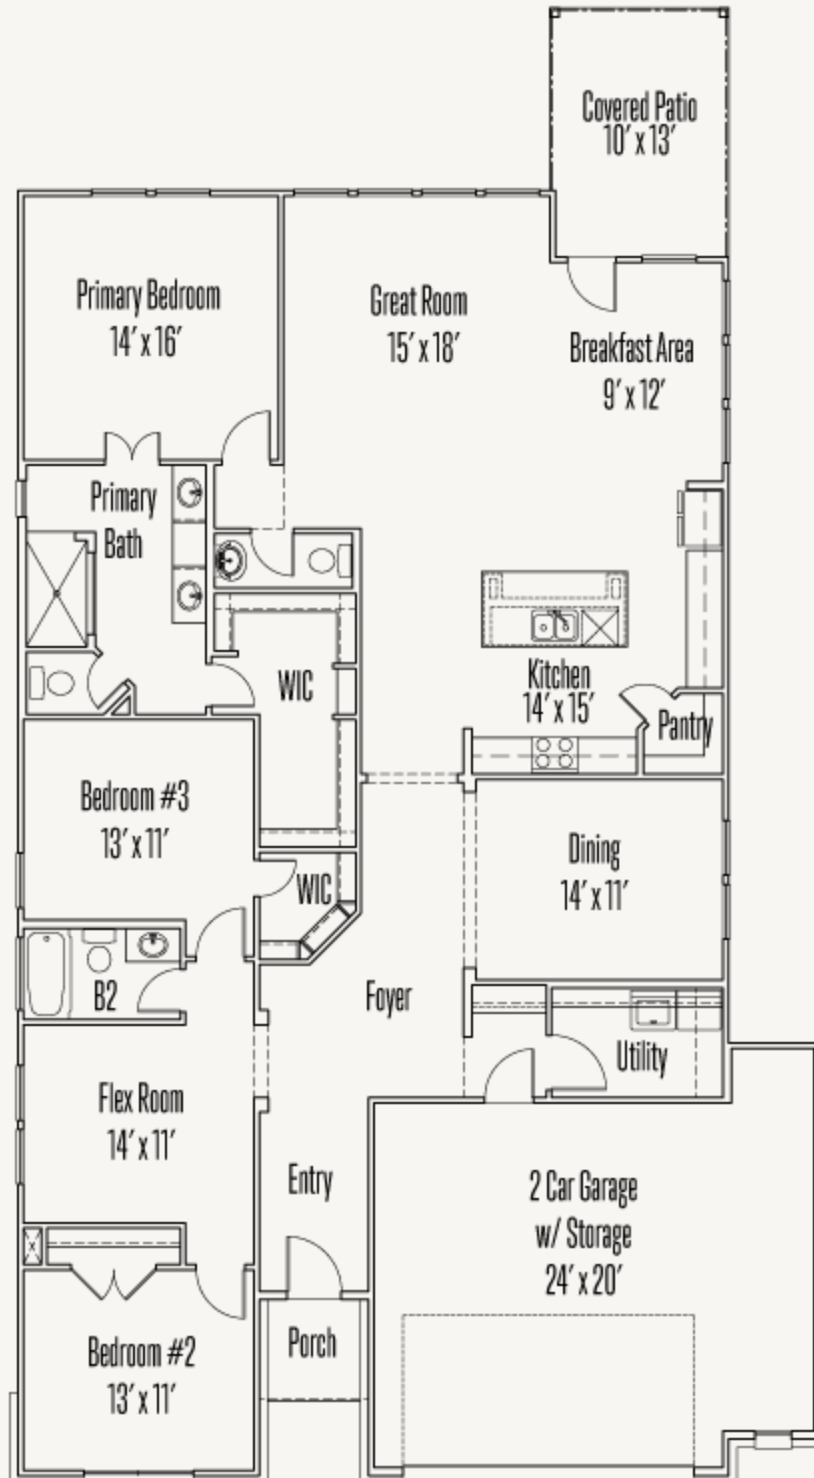 Covered Patio
10′ x 13′
Primary Bedroom
14′ x 16′
Great Room
15′ x 18′
Breakfast Area
9′ x 12′
Primary
Bath
WIC
Kitchen
14′ x 15′
Pantry
Bedroom #3
13′ x 11′
WIC
Dining
14′ x 11′
B2
Foyer
Utility
Flex Room
14′ x 11′
Entry
2 Car Garage
w/ Storage
24′ x 20′
Bedroom #2
13′ x 11′
Porch